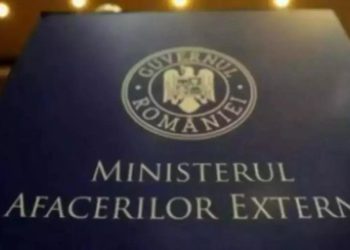 GUVERNUL
ROMÂNIEI
MINISTERUL
AFACERILOR EXTERN